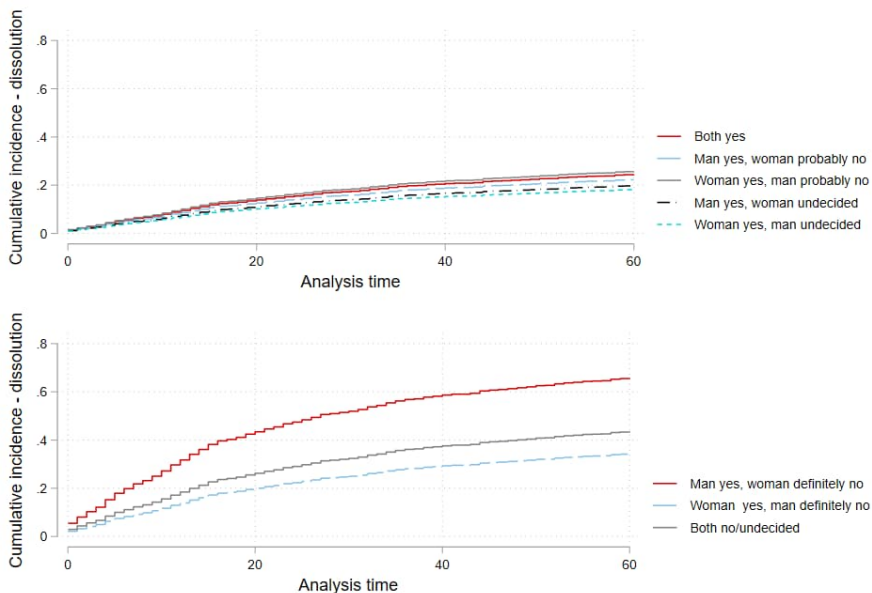 Cumulative incidence - dissolution
.8
.6
.4
.2
0
0 20 40 60
Analysis time
Both yes
Man yes, woman probably no
Woman yes, man probably no
Man yes, woman undecided
Woman yes, man undecided
Cumulative incidence - dissolution
.8
.6
.4
.2
0
0 20 40 60
Analysis time
Man yes, woman definitely no
Woman yes, man definitely no
Both no/undecided